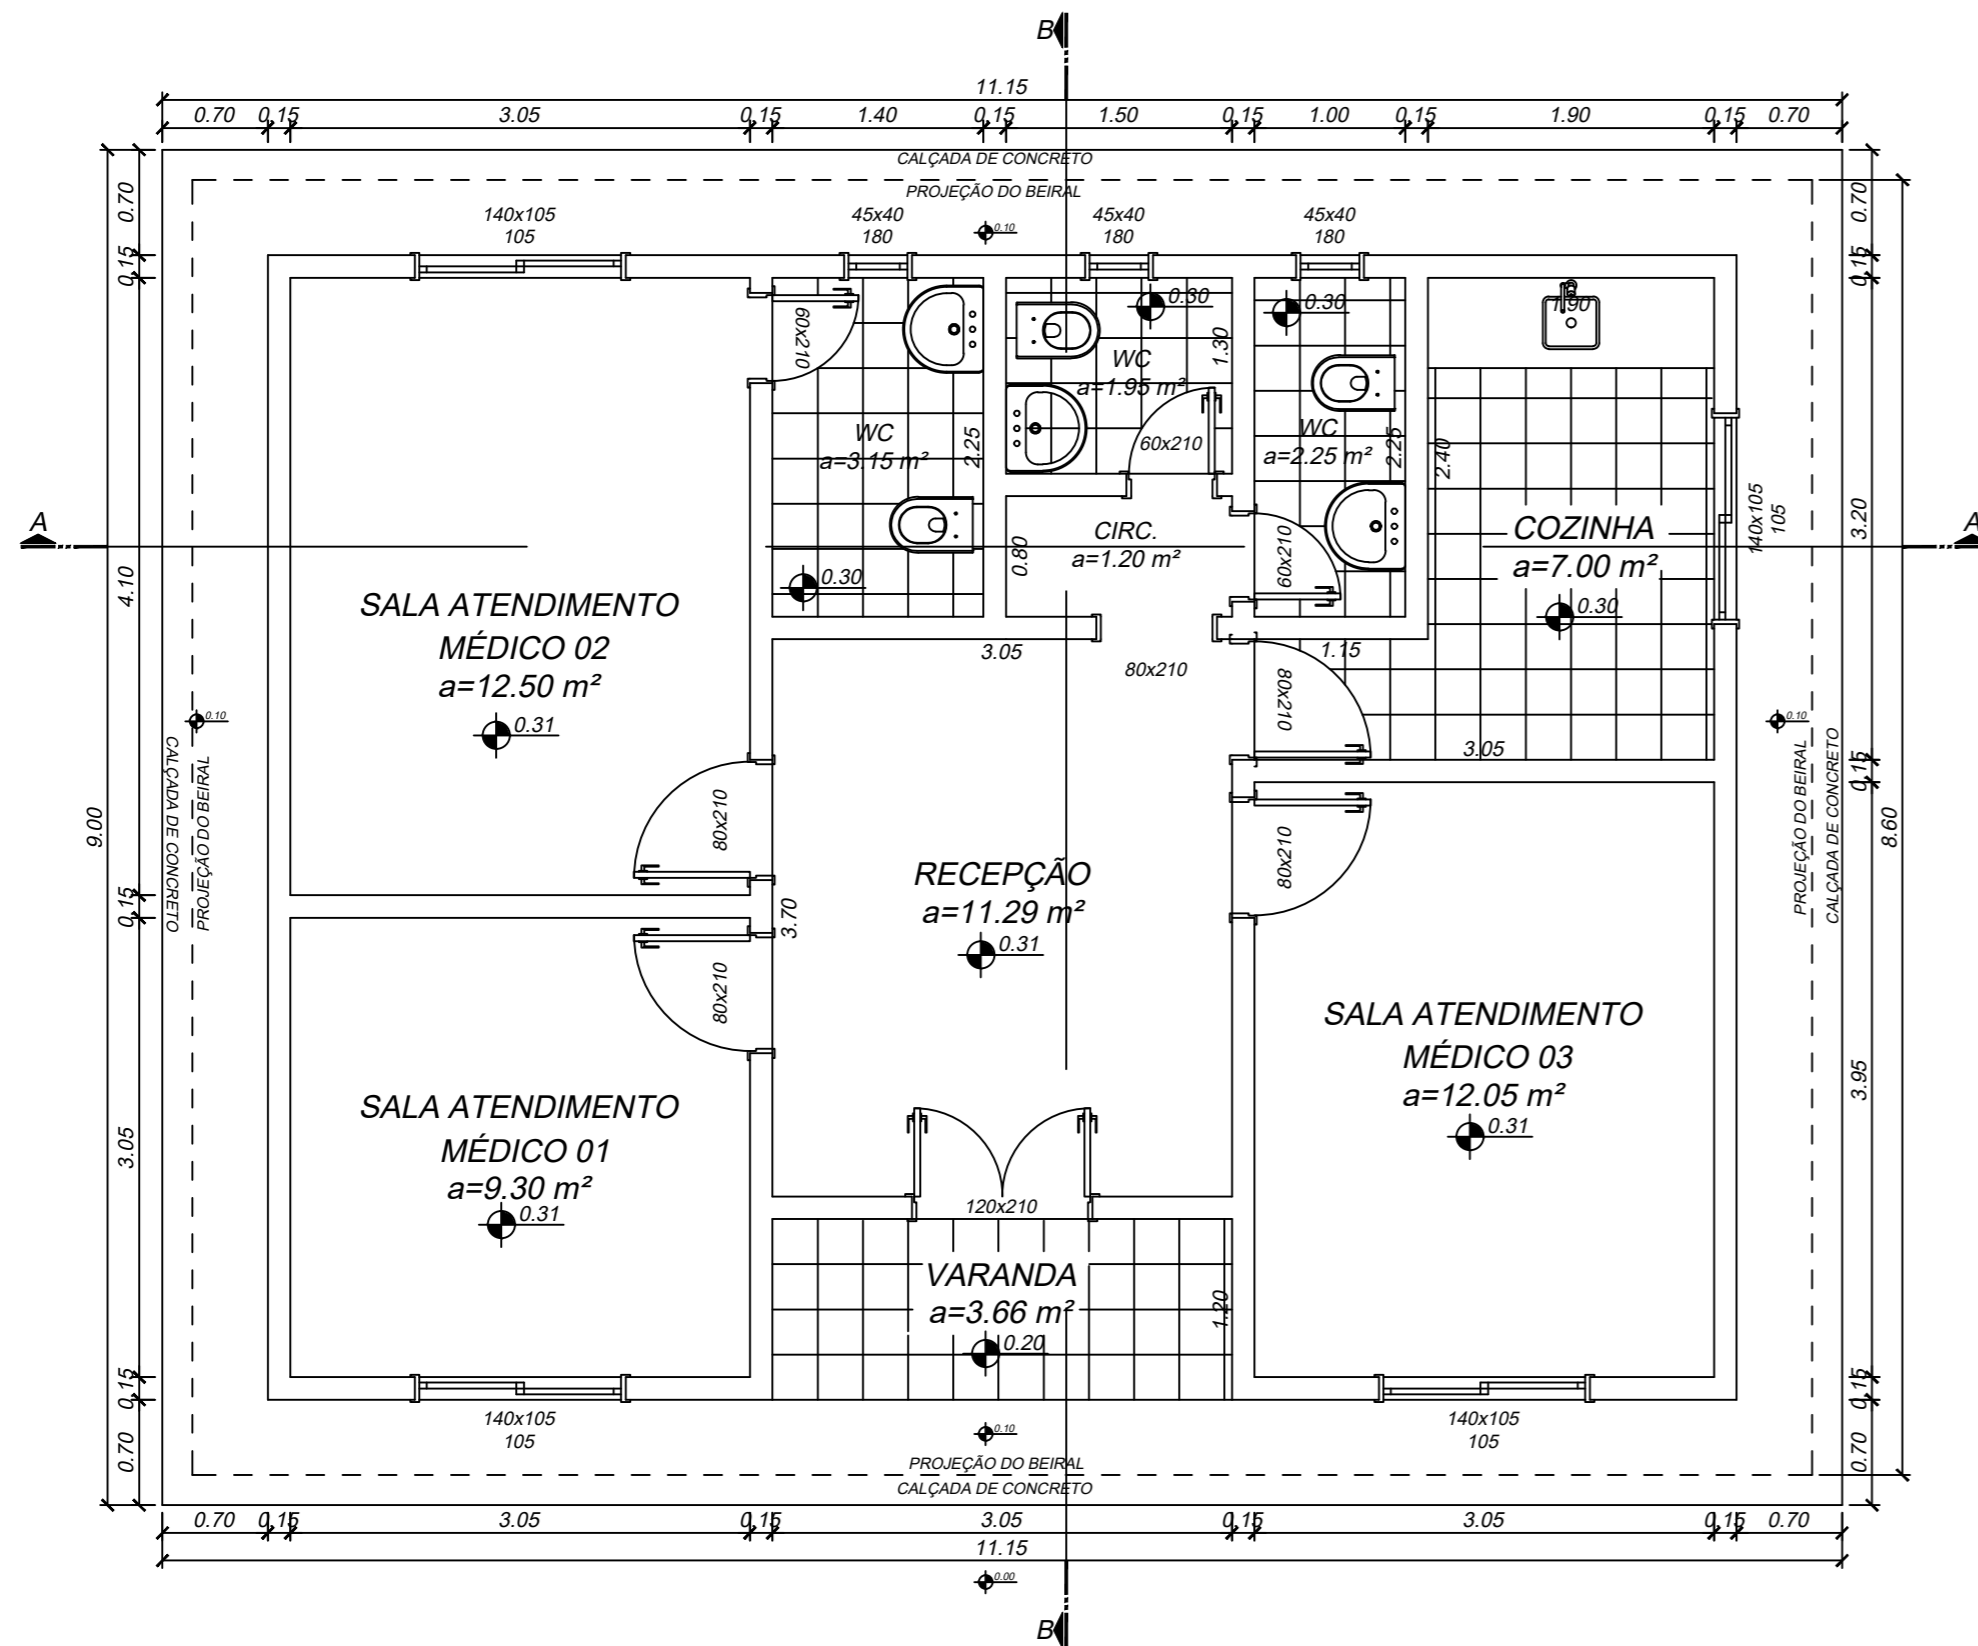 B
11.15
0.70 0.15 3.05 0.15 1.40 0.15 1.50 0.15 1.00 0.15 1.90 0.15 0.70
CALÇADA DE CONCRETO
PROJEÇÃO DO BEIRAL
140x105
105
45x40
180
0.10
45x40
180
45x40
180
0.70
0.15
4.10
0.15
3.05
0.15
0.70
9.00
0.70
0.15
3.20
0.15
3.95
0.15
0.70
8.60
60x210
WC
a=3.15 m²
2.25
0.30
0.30
WC
a=1.95 m²
1.30
60x210
0.30
WC
a=2.25 m²
2.25
60x210
1.90
2.40
COZINHA
a=7.00 m²
0.30
140x105
105
A
A
CIRC.
a=1.20 m²
0.80
SALA ATENDIMENTO
MÉDICO 02
a=12.50 m²
0.31
3.05
80x210
1.15
80x210
3.05
0.10
CALÇADA DE CONCRETO
PROJEÇÃO DO BEIRAL
0.10
PROJEÇÃO DO BEIRAL
CALÇADA DE CONCRETO
80x210
80x210
RECEPÇÃO
a=11.29 m²
0.31
3.70
80x210
SALA ATENDIMENTO
MÉDICO 03
a=12.05 m²
0.31
SALA ATENDIMENTO
MÉDICO 01
a=9.30 m²
0.31
120x210
VARANDA
a=3.66 m²
0.20
1.20
140x105
105
0.10
140x105
105
PROJEÇÃO DO BEIRAL
CALÇADA DE CONCRETO
0.70 0.15 3.05 0.15 3.05 0.15 3.05 0.15 0.70
11.15
0.00
B